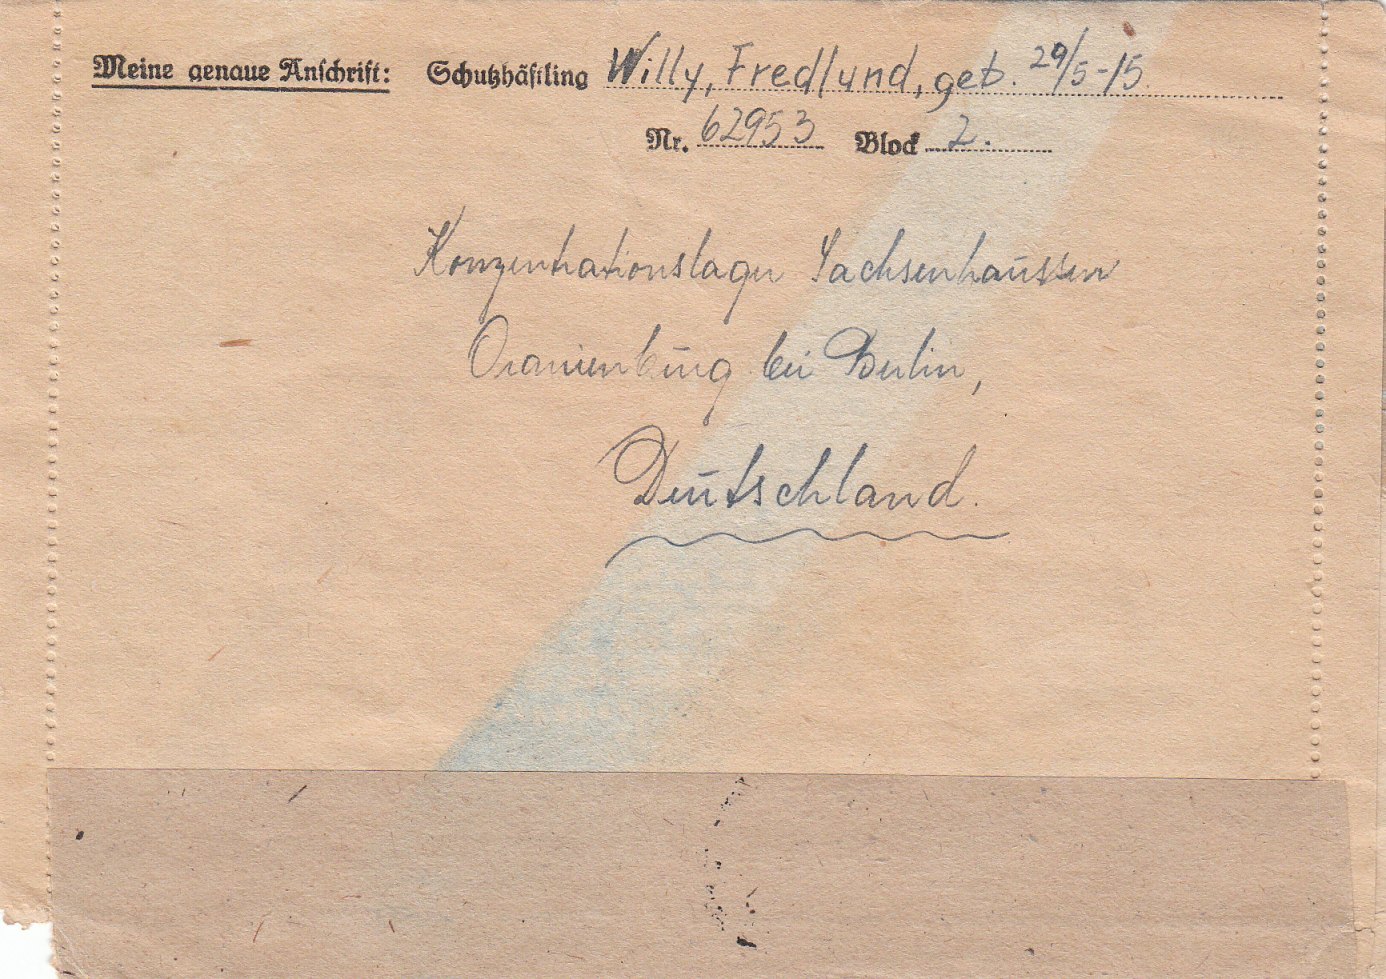 Meine genaue Anschrift: Schutzhäftling Willy, Fredlund, geb. 29/5-15
Nr. 62953 Block 2.
Konzentrationslager Sachsenhaussen
Oranienburg bei Berlin,
Deutschland.